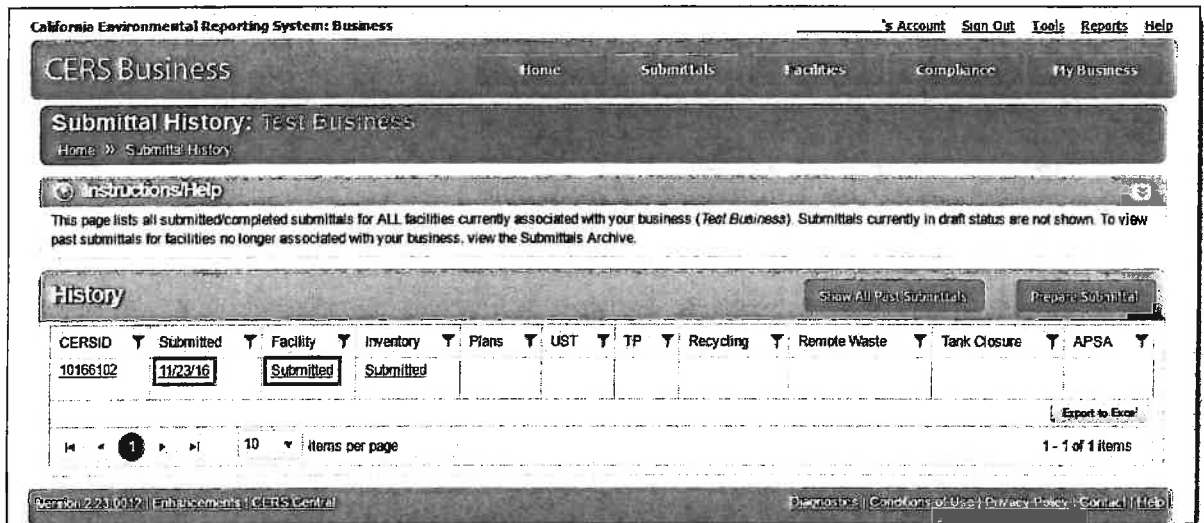 California Environmental Reporting System: Business
's Account Sign Out Tools Reports Help
CERS Business
Home Submittals Facilities Compliance My Business
Submittal History: Test Business
Home » Submittal History
Instructions/Help
This page lists all submitted/completed submittals for ALL facilities currently associated with your business (Test Business). Submittals currently in draft status are not shown. To view
past submittals for facilities no longer associated with your business, view the Submittals Archive.
History
Show All Past Submittals Prepare Submittal
CERSID Submitted Facility Inventory Plans UST TP Recycling Remote Waste Tank Closure APSA
10166102 11/23/16 Submitted Submitted
Export to Excel
1 10 items per page 1 - 1 of 1 items
Version 2.23.0012 | Enhancements | CERS Central
Diagnostics | Conditions of Use | Privacy Policy | Contact | Help